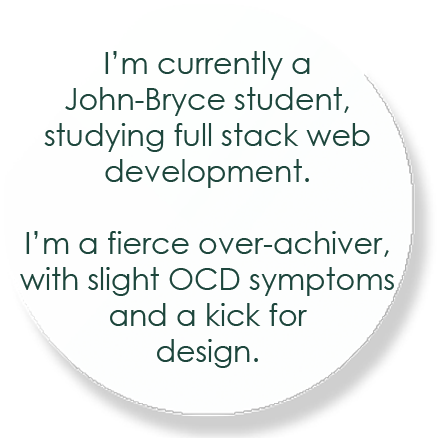 I'm currently a
John-Bryce student,
studying full stack web
development.
I'm a fierce over-achiver,
with slight OCD symptoms
and a kick for
design.